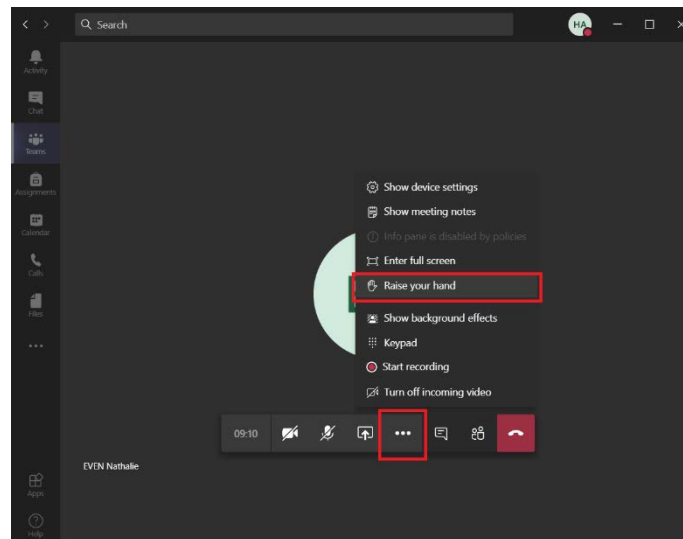 Search
HA
Activity
Chat
Teams
Assignments
Calendar
Calls
Files
Show device settings
Show meeting notes
Info pane is disabled by policies
Enter full screen
Raise your hand
Show background effects
Keypad
Start recording
Turn off incoming video
09:10
EVEN Nathalie
Apps
Help